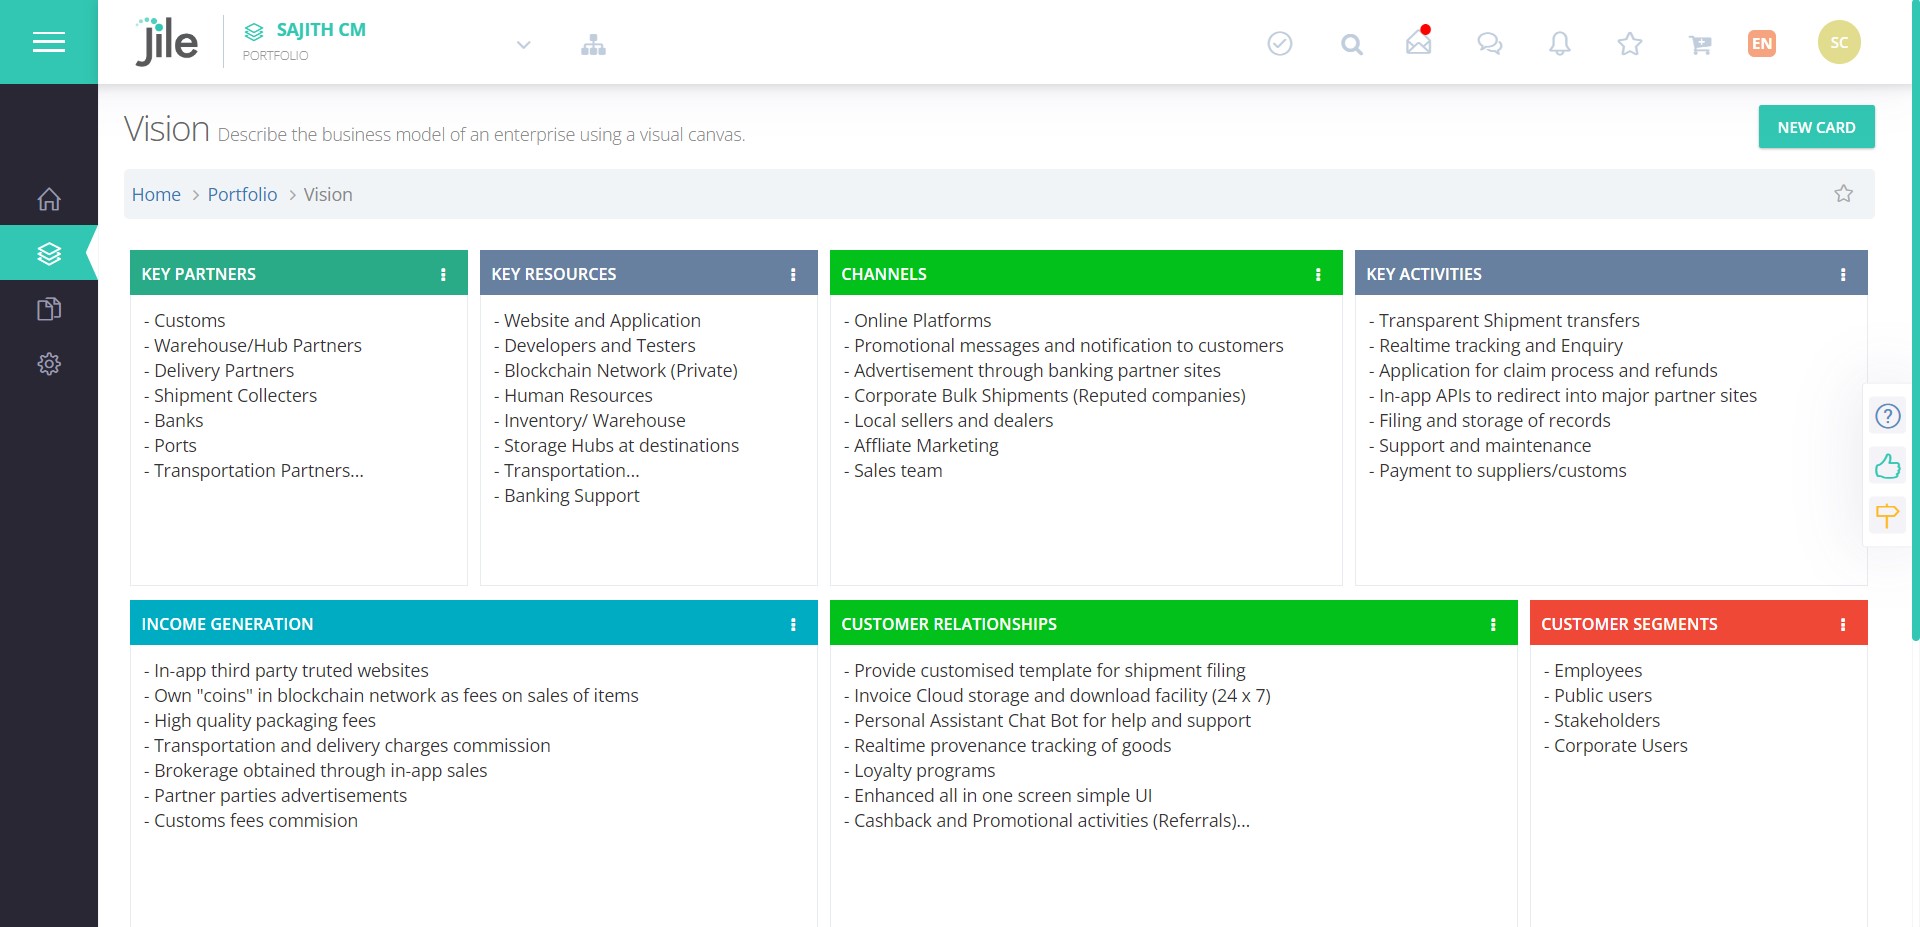 jile
SAJITH CM
PORTFOLIO
EN
SC
Vision Describe the business model of an enterprise using a visual canvas.
NEW CARD
Home > Portfolio > Vision
KEY PARTNERS
- Customs
- Warehouse/Hub Partners
- Delivery Partners
- Shipment Collecters
- Banks
- Ports
- Transportation Partners...
KEY RESOURCES
- Website and Application
- Developers and Testers
- Blockchain Network (Private)
- Human Resources
- Inventory/ Warehouse
- Storage Hubs at destinations
- Transportation...
- Banking Support
CHANNELS
- Online Platforms
- Promotional messages and notification to customers
- Advertisement through banking partner sites
- Corporate Bulk Shipments (Reputed companies)
- Local sellers and dealers
- Affliate Marketing
- Sales team
KEY ACTIVITIES
- Transparent Shipment transfers
- Realtime tracking and Enquiry
- Application for claim process and refunds
- In-app APIs to redirect into major partner sites
- Filing and storage of records
- Support and maintenance
- Payment to suppliers/customs
INCOME GENERATION
- In-app third party truted websites
- Own "coins" in blockchain network as fees on sales of items
- High quality packaging fees
- Transportation and delivery charges commission
- Brokerage obtained through in-app sales
- Partner parties advertisements
- Customs fees commision
CUSTOMER RELATIONSHIPS
- Provide customised template for shipment filing
- Invoice Cloud storage and download facility (24 x 7)
- Personal Assistant Chat Bot for help and support
- Realtime provenance tracking of goods
- Loyalty programs
- Enhanced all in one screen simple UI
- Cashback and Promotional activities (Referrals)...
CUSTOMER SEGMENTS
- Employees
- Public users
- Stakeholders
- Corporate Users